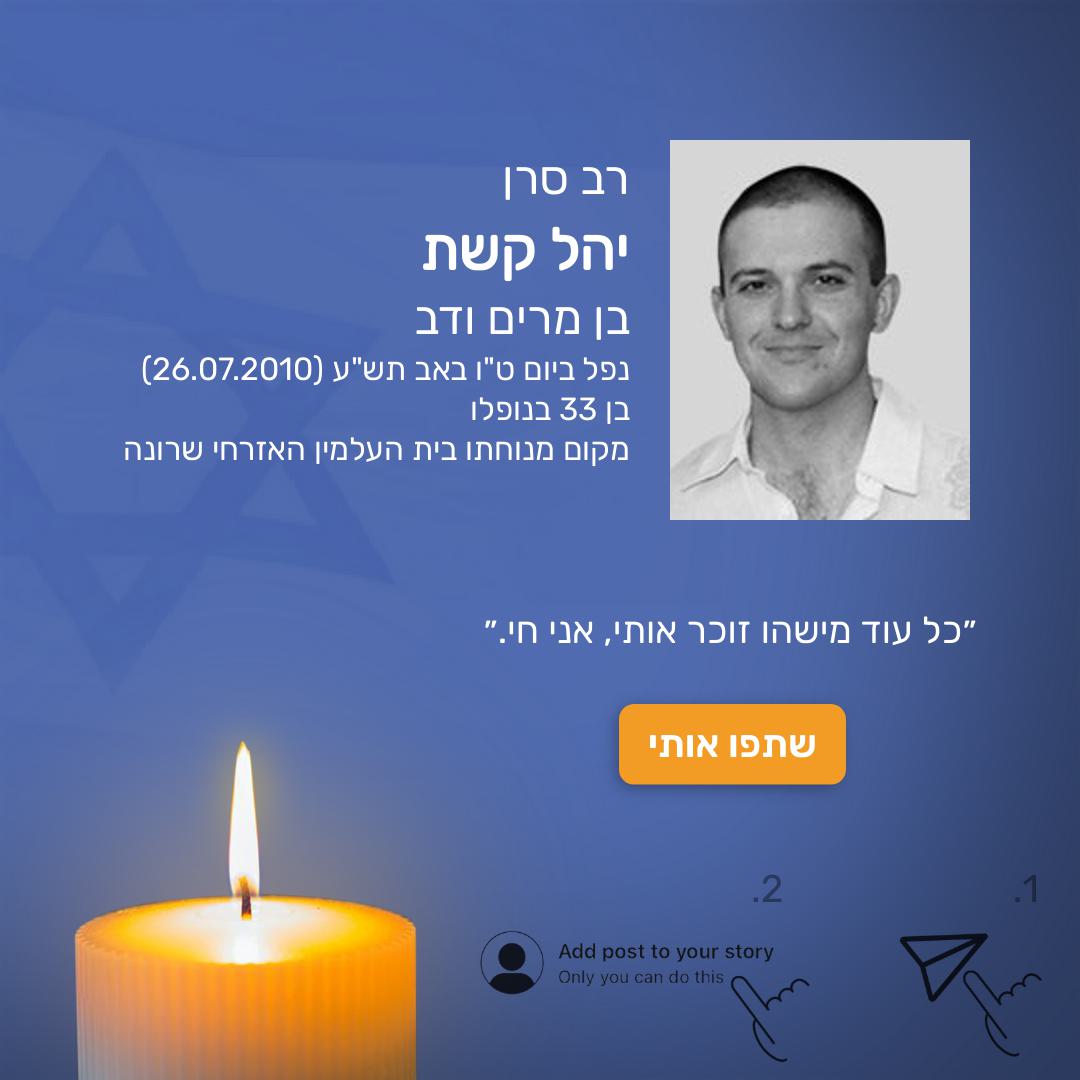 רב סרן
יהל קשת
בן מרים ודב
נפל ביום ט"ו באב תש"ע (26.07.2010)
בן 33 בנופלו
מקום מנוחתו בית העלמין האזרחי שרונה
״כל עוד מישהו זוכר אותי, אני חי.״
שתפו אותי
.1
.2
Add post to your story
Only you can do this